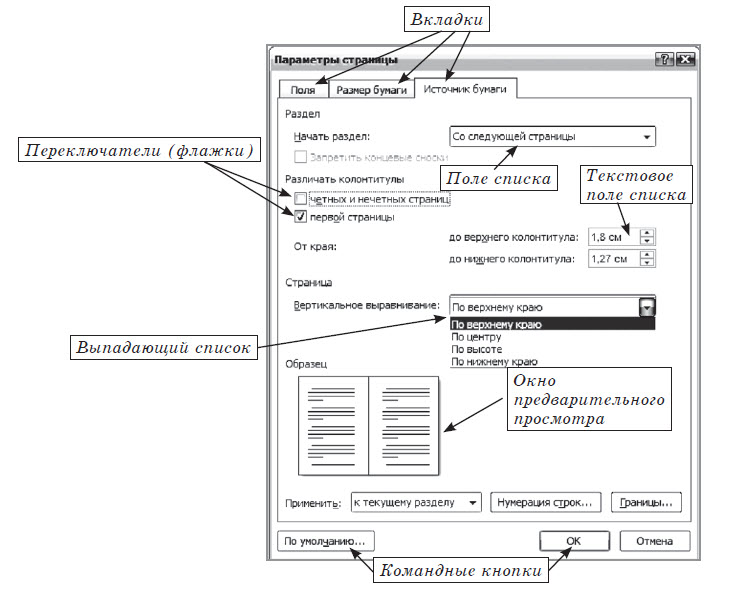 Вкладки
Параметры страницы
Поля
Размер бумаги
Источник бумаги
Раздел
Начать раздел:
Со следующей страницы
Переключатели (флажки)
Запретить концевые сноски
Поле списка
Текстовое
поле списка
Различать колонтитулы
четных и нечетных страниц
первой страницы
От края:
до верхнего колонтитула:
1,8 см
до нижнего колонтитула:
1,27 см
Страница
Вертикальное выравнивание:
По верхнему краю
По верхнему краю
По центру
По высоте
По нижнему краю
Выпадающий список
Образец
Окно
предварительного
просмотра
Применить:
к текущему разделу
Нумерация строк...
Границы...
По умолчанию...
ОК
Отмена
Командные кнопки